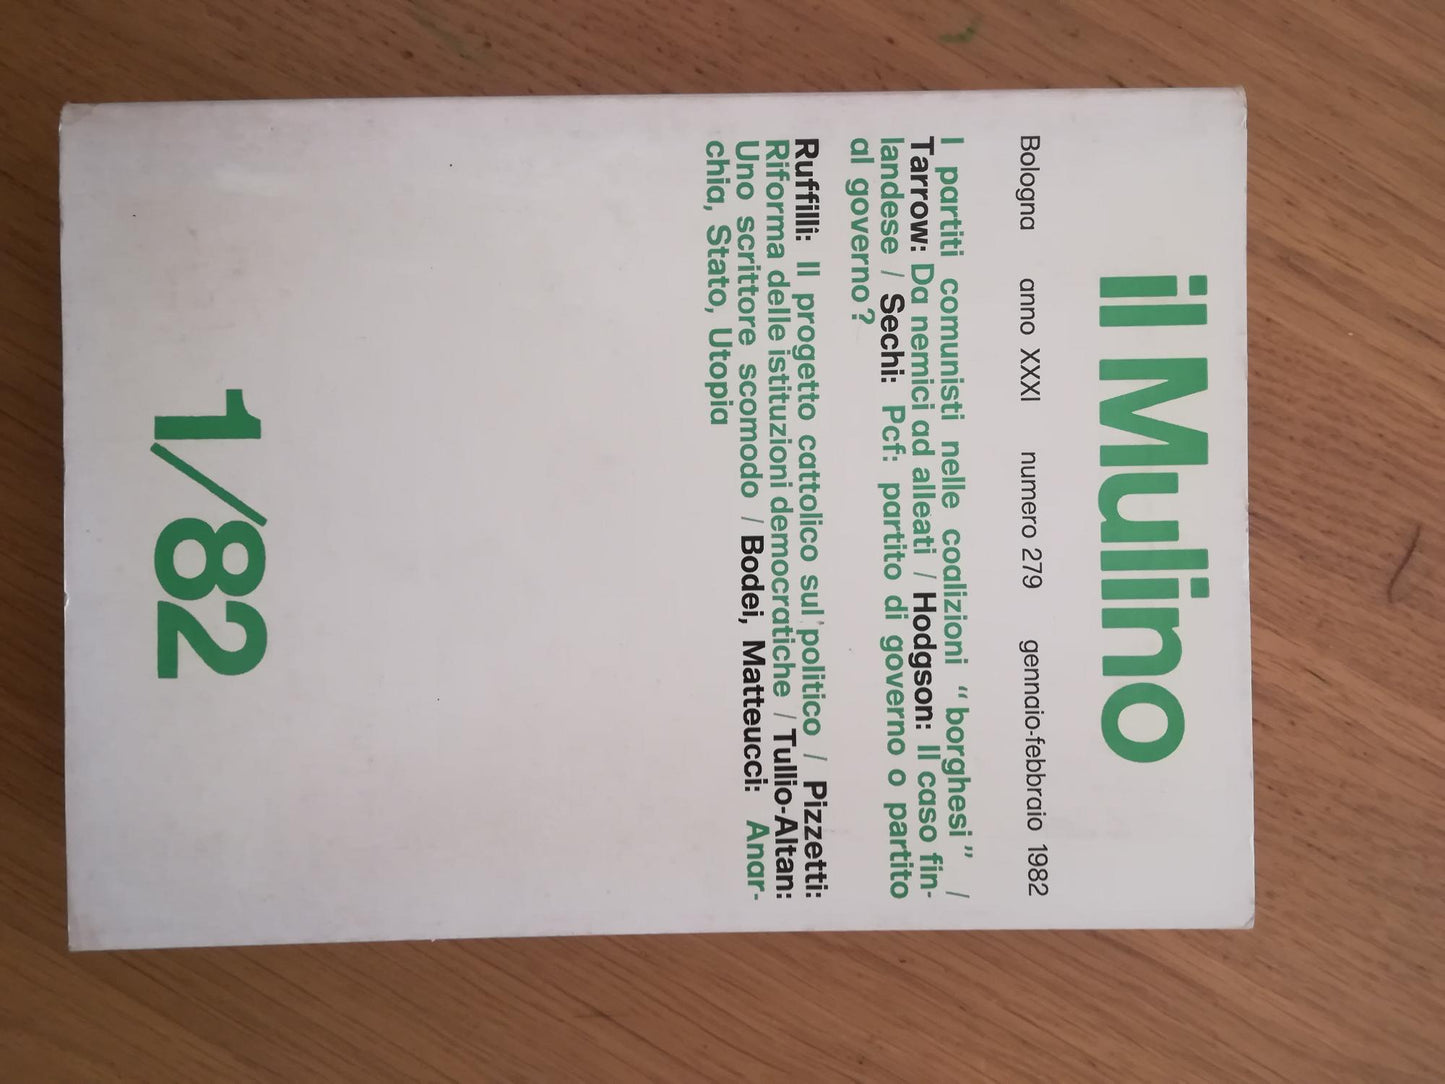 il Mulino
Bologna anno XXXI numero 279 gennaio-febbraio 1982
I partiti comunisti nelle coalizioni “borghesi” /
Tarrow: Da nemici ad alleati / Hodgson: Il caso fin-
landese / Sechi: Pcf: partito di governo o partito
al governo?
Ruffilli: Il progetto cattolico sul politico / Pizzetti:
Riforma delle istituzioni democratiche / Tullio-Altan:
Uno scrittore scomodo / Bodei, Matteucci: Anar-
chia, Stato, Utopia
1/82